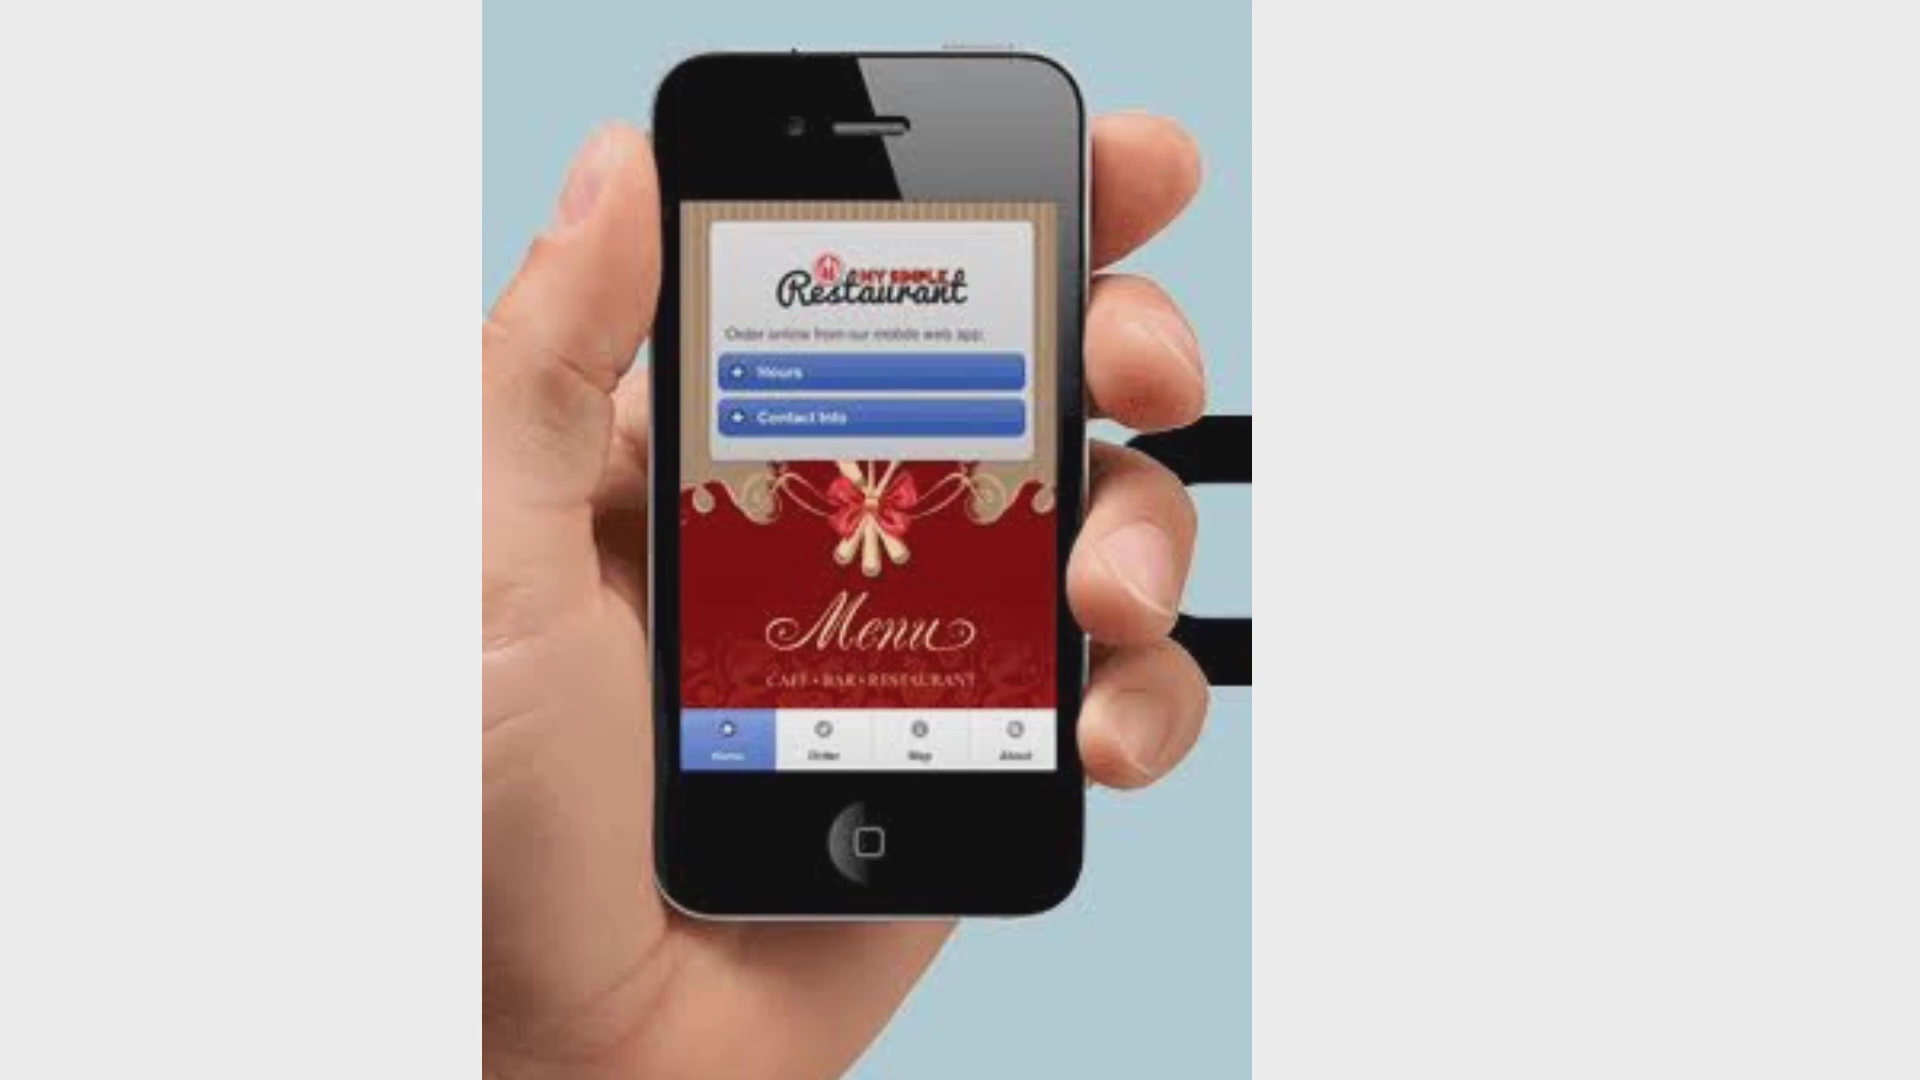 MY SIMPLE
Restaurant
Order online from our mobile web app.
Hours
Contact Info
Menu
CAFE • BAR • RESTAURANT
Home
Order
Map
About